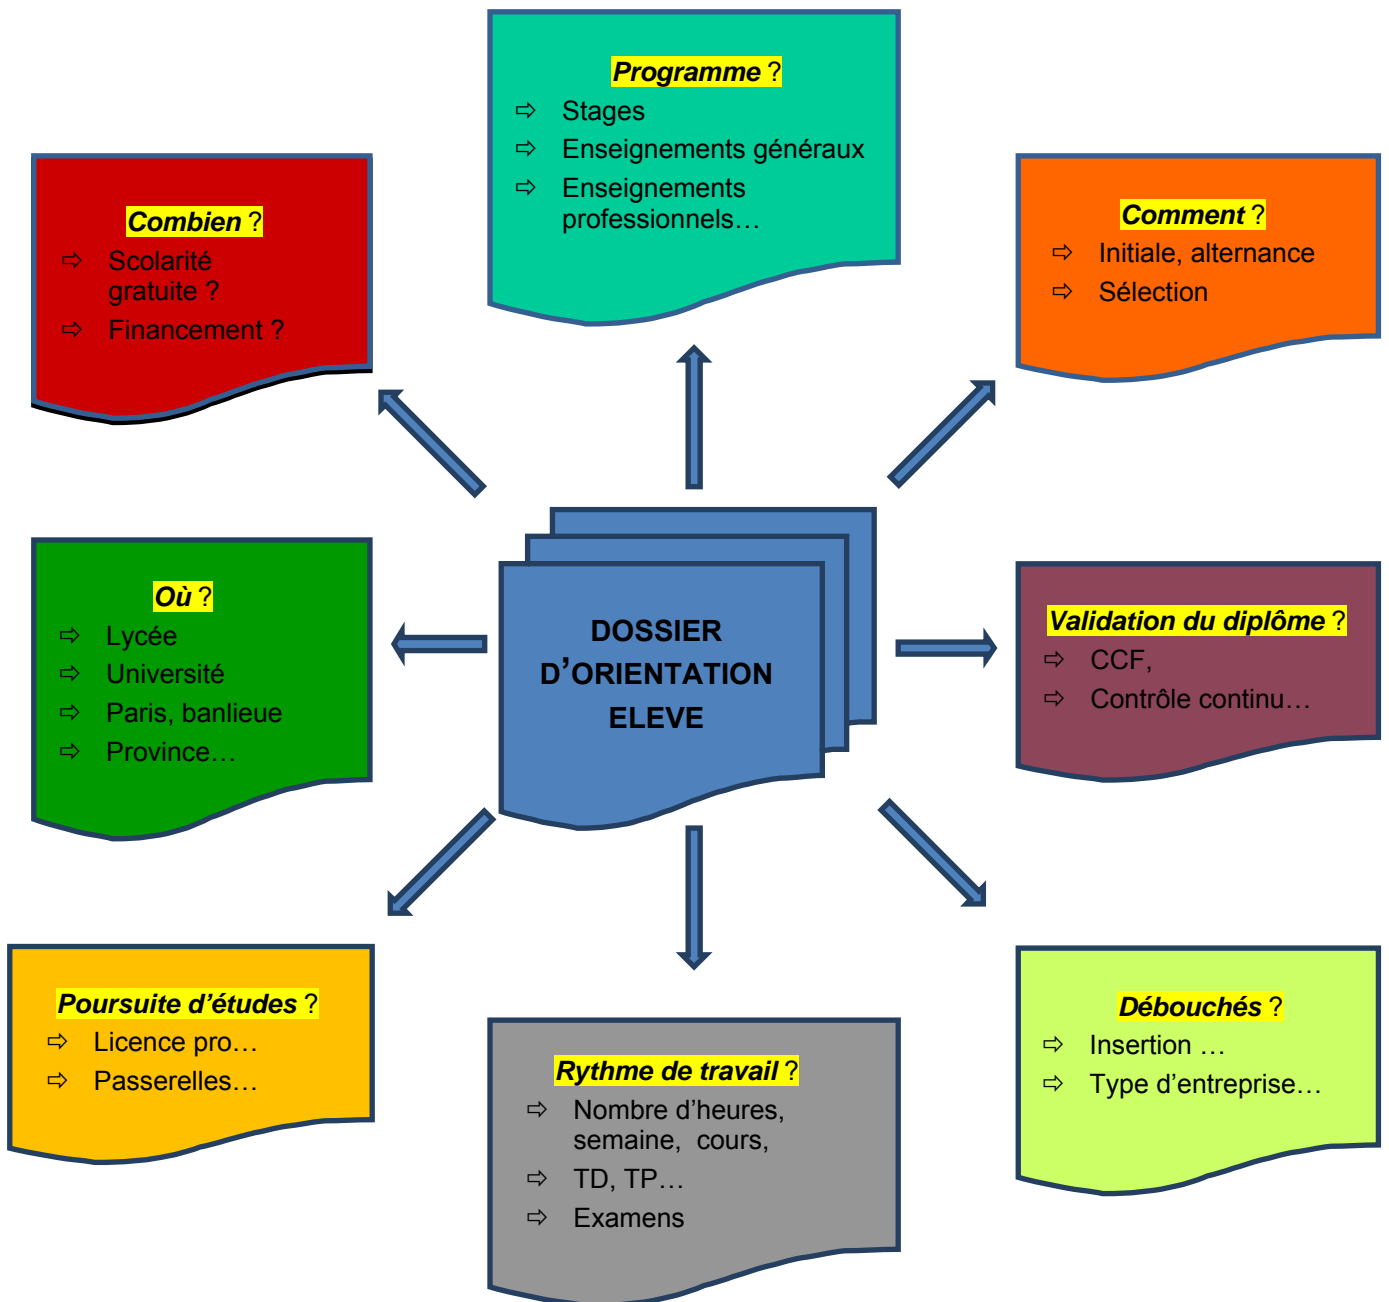 Programme ?
⇨ Stages
⇨ Enseignements généraux
⇨ Enseignements
professionnels…
Combien ?
⇨ Scolarité
gratuite ?
⇨ Financement ?
Comment ?
⇨ Initiale, alternance
⇨ Sélection
Où ?
⇨ Lycée
⇨ Université
⇨ Paris, banlieue
⇨ Province…
DOSSIER
D’ORIENTATION
ELEVE
Validation du diplôme ?
⇨ CCF,
⇨ Contrôle continu…
Poursuite d’études ?
⇨ Licence pro…
⇨ Passerelles…
Rythme de travail ?
⇨ Nombre d’heures,
semaine, cours,
⇨ TD, TP…
⇨ Examens
Débouchés ?
⇨ Insertion …
⇨ Type d’entreprise…